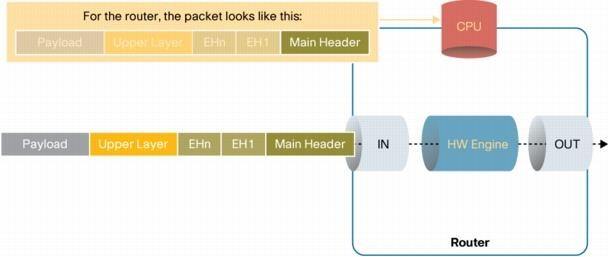 For the router, the packet looks like this:
Payload Upper Layer EHn EH1 Main Header
CPU
Payload Upper Layer EHn EH1 Main Header
IN HW Engine OUT
Router